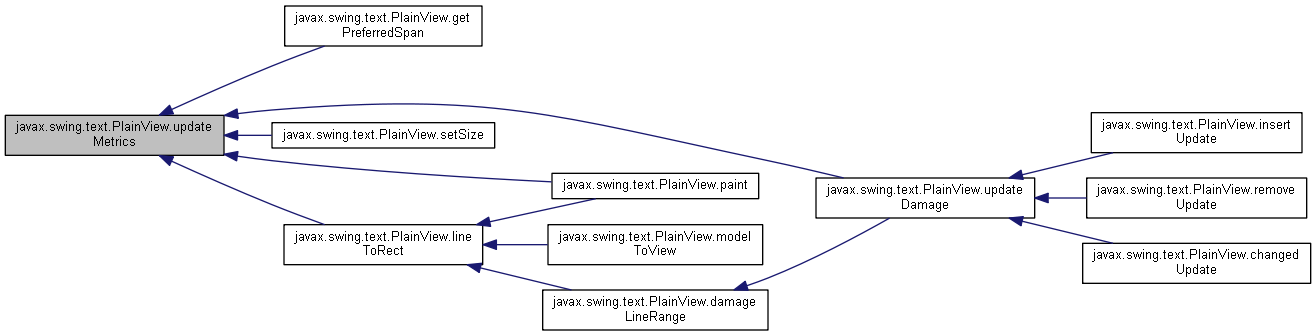 javax.swing.text.PlainView.get
PreferredSpan
javax.swing.text.PlainView.update
Metrics
javax.swing.text.PlainView.setSize
javax.swing.text.PlainView.paint
javax.swing.text.PlainView.line
ToRect
javax.swing.text.PlainView.model
ToView
javax.swing.text.PlainView.damage
LineRange
javax.swing.text.PlainView.update
Damage
javax.swing.text.PlainView.insert
Update
javax.swing.text.PlainView.remove
Update
javax.swing.text.PlainView.changed
Update